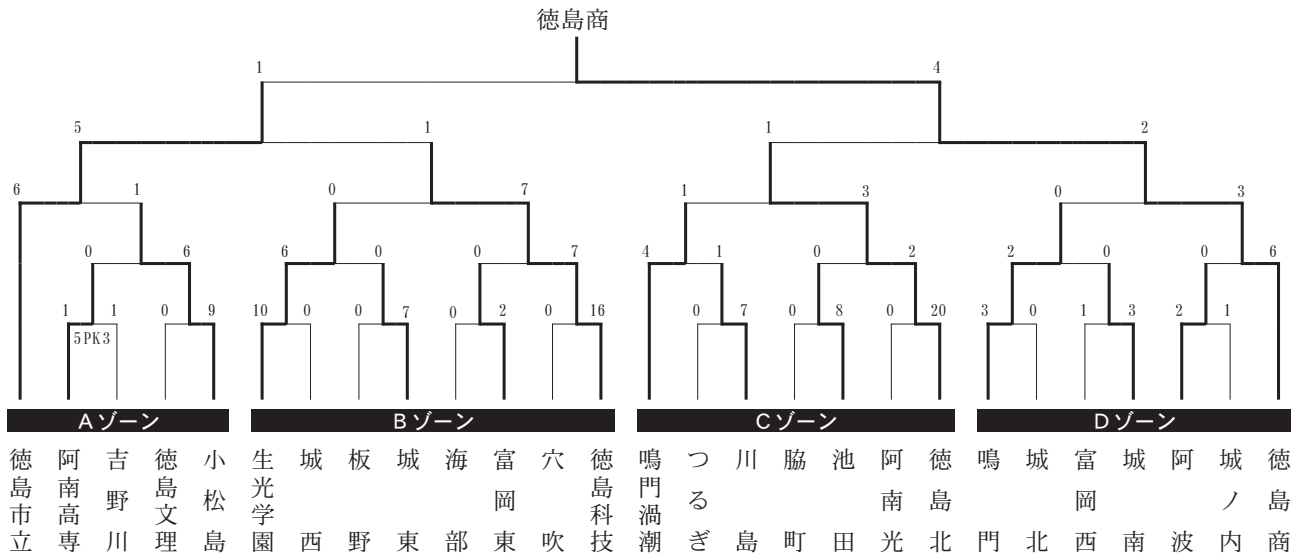 徳島商
1 4
5 1 1 2
6 1 0 7 1 3 0 3
0 6 6 0 0 7 4 1 0 2 2 0 0 6
1 1 0 9 10 0 0 7 0 2 0 16 0 7 0 8 0 20 3 0 1 3 2 1
5PK3
Aゾーン Bゾーン Cゾーン Dゾーン
徳島市立
阿南高専
吉野川
徳島文理
小松島
生光学園
城西
板野
城東
海部
富岡東
穴吹
徳島科技
鳴門渦潮
つるぎ
川島
脇町
池田
阿南光
徳島北
鳴門
城北
富岡西
城南
阿波
城ノ内
徳島商